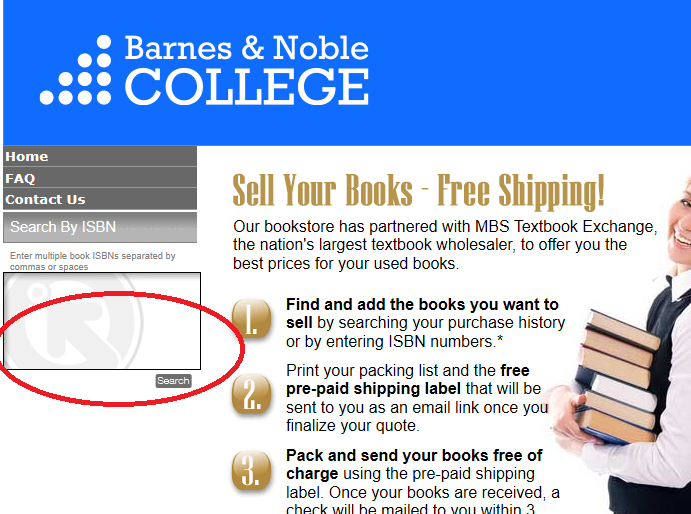 Barnes & Noble
COLLEGE
Home
FAQ
Contact Us
Search By ISBN
Enter multiple book ISBNs separated by
commas or spaces
Search
Sell Your Books - Free Shipping!
Our bookstore has partnered with MBS Textbook Exchange,
the nation's largest textbook wholesaler, to offer you the
best prices for your used books.
1.
Find and add the books you want to
sell by searching your purchase history
or by entering ISBN numbers.*
2.
Print your packing list and the free
pre-paid shipping label that will be
sent to you as an email link once you
finalize your quote.
3.
Pack and send your books free of
charge using the pre-paid shipping
label. Once your books are received, a
check will be mailed to you within 3